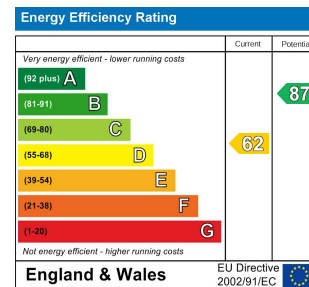 Energy Efficiency Rating
Current Potentia
Very energy efficient - lower running costs
(92 plus) A
(81-91) B
87
(69-80) C
62
(55-68) D
(39-54) E
(21-38) F
(1-20) G
Not energy efficient - higher running costs
England & Wales
EU Directive
2002/91/EC